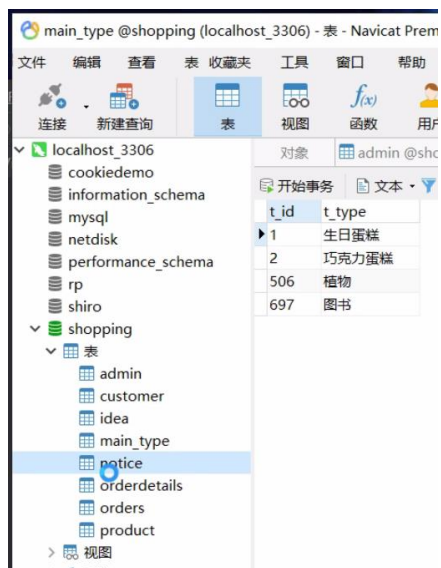 main_type @shopping (localhost_3306) - 表 - Navicat Prem
文件 编辑 查看 表 收藏夹 工具 窗口 帮助
连接 新建查询 表 视图 f(x) 函数 用户
localhost_3306
cookiedemo
information_schema
mysql
netdisk
performance_schema
rp
shiro
shopping
表
admin
customer
idea
main_type
notice
orderdetails
orders
product
视图
对象 admin @sho
开始事务 文本
t_id t_type
1 生日蛋糕
2 巧克力蛋糕
506 植物
697 图书